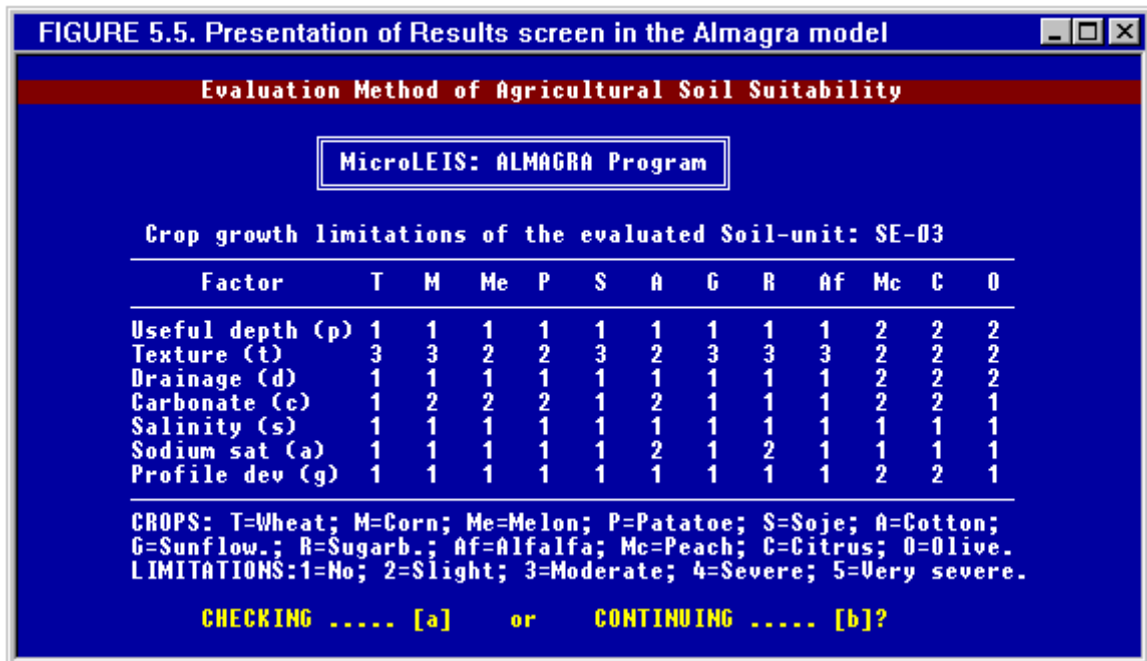 FIGURE 5.5. Presentation of Results screen in the Almagra model
Evaluation Method of Agricultural Soil Suitability
MicroLEIS: ALMAGRA Program
Crop growth limitations of the evaluated Soil-unit: SE-03
Factor T M Me P S A G R Af Mc C O
Useful depth (p) 1 1 1 1 1 1 1 1 1 2 2 2
Texture (t) 3 3 2 2 3 2 3 3 3 2 2 2
Drainage (d) 1 1 1 1 1 1 1 1 1 2 2 2
Carbonate (c) 1 2 2 2 1 2 1 1 1 2 2 1
Salinity (s) 1 1 1 1 1 1 1 1 1 1 1 1
Sodium sat (a) 1 1 1 1 1 2 1 2 1 1 1 1
Profile dev (g) 1 1 1 1 1 1 1 1 1 2 2 1
CROPS: T=Wheat; M=Corn; Me=Melon; P=Patatoe; S=Soje; A=Cotton;
G=Sunflow.; R=Sugarb.; Af=Alfalfa; Mc=Peach; C=Citrus; O=Olive.
LIMITATIONS:1=No; 2=Slight; 3=Moderate; 4=Severe; 5=Very severe.
CHECKING ..... [a] or CONTINUING ..... [b]?